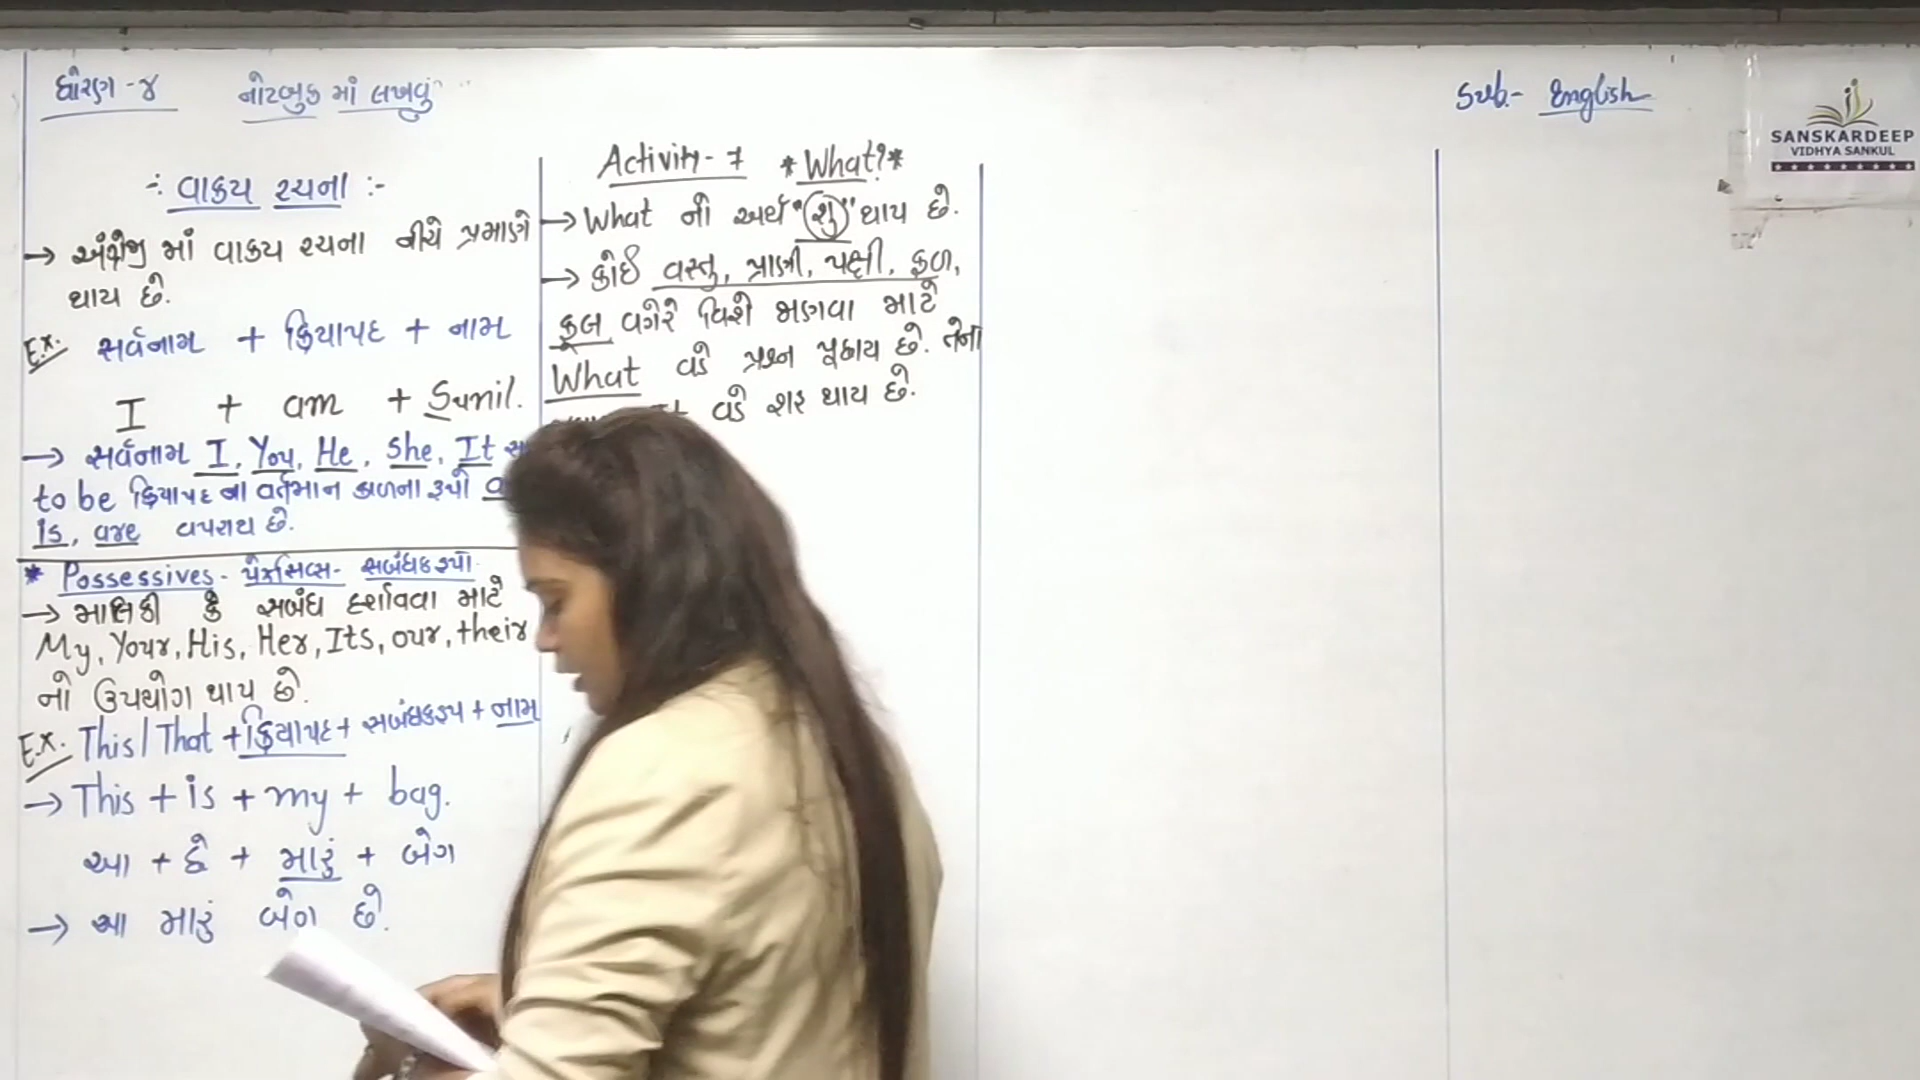 ધોરણ - ૪ નોટબુક માં લખવું
Sub.- English
SANSKARDEEP
VIDHYA SANKUL
-: વાક્ય રચના :-
→ અંગ્રેજી માં વાક્ય રચના નીચે પ્રમાણે
થાય છે.
Ex. સર્વનામ + ક્રિયાપદ + નામ
I + am + Sunil.
→ સર્વનામ I, You, He, She, It
to be ક્રિયાપદ ના વર્તમાન કાળના રૂપો
is, are વપરાય છે.
* Possessives - પઝેસિવ્સ - સબંધક રૂપો
→ માલિકી કે સબંધ દર્શાવવા માટે
My, Your, His, Her, Its, our, their
નો ઉપયોગ થાય છે.
Ex. This/That + ક્રિયાપદ + સબંધકરૂપ + નામ
→ This + is + my + bag.
આ + છે + મારું + બેગ
→ આ મારું બેગ છે.
Activity - 7 *What?*
→ What નો અર્થ "શું" થાય છે.
→ કોઈ વસ્તુ, પ્રાણી, પક્ષી, ફળ,
ફૂલ વગેરે વિશે જાણવા માટે
What વડે પ્રશ્ન પૂછાય છે. તેના
વડે શરૂ થાય છે.